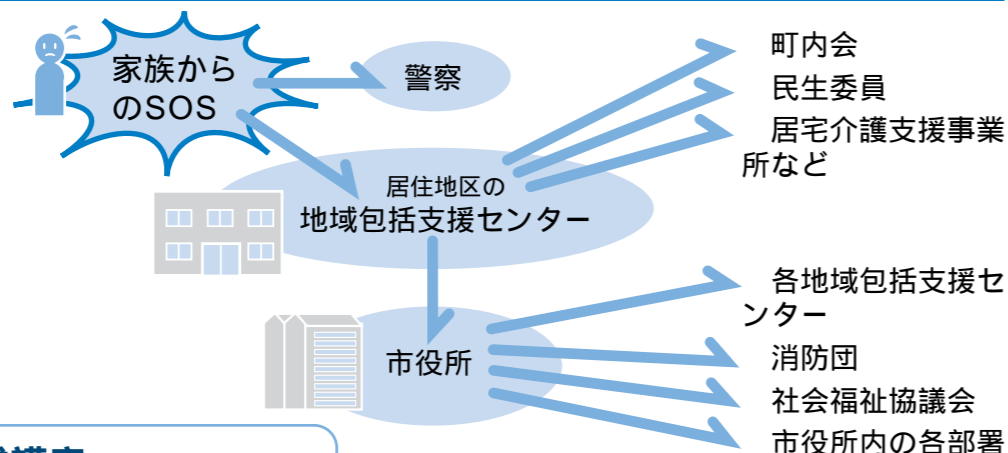 家族から
のSOS
警察
町内会
民生委員
居宅介護支援事業
所など
居住地区の
地域包括支援センター
各地域包括支援セ
ンター
市役所
消防団
社会福祉協議会
市役所内の各部署